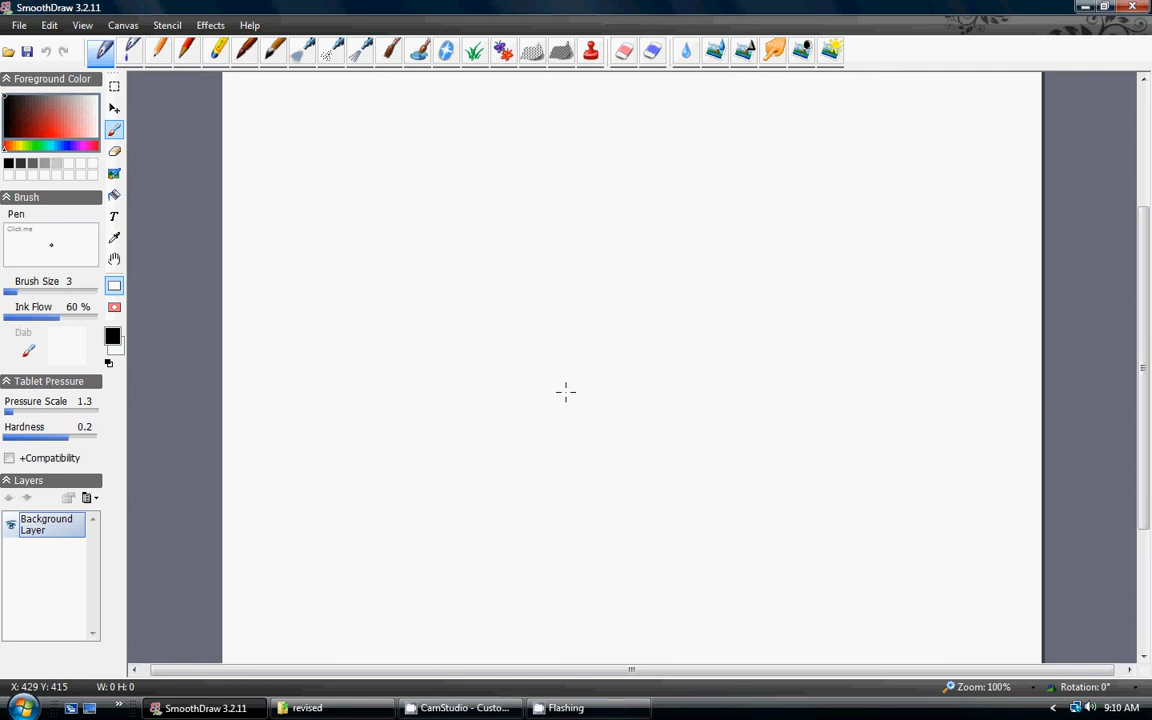 SmoothDraw 3.2.11
File Edit View Canvas Stencil Effects Help
Foreground Color
Brush
Pen
Click me
Brush Size 3
Ink Flow 60 %
Dab
Tablet Pressure
Pressure Scale 1.3
Hardness 0.2
+Compatibility
Layers
Background
Layer
X: 429 Y: 415 W: 0 H: 0 Zoom: 100% Rotation: 0°
SmoothDraw 3.2.11 revised CamStudio - Custo... Flashing 9:10 AM